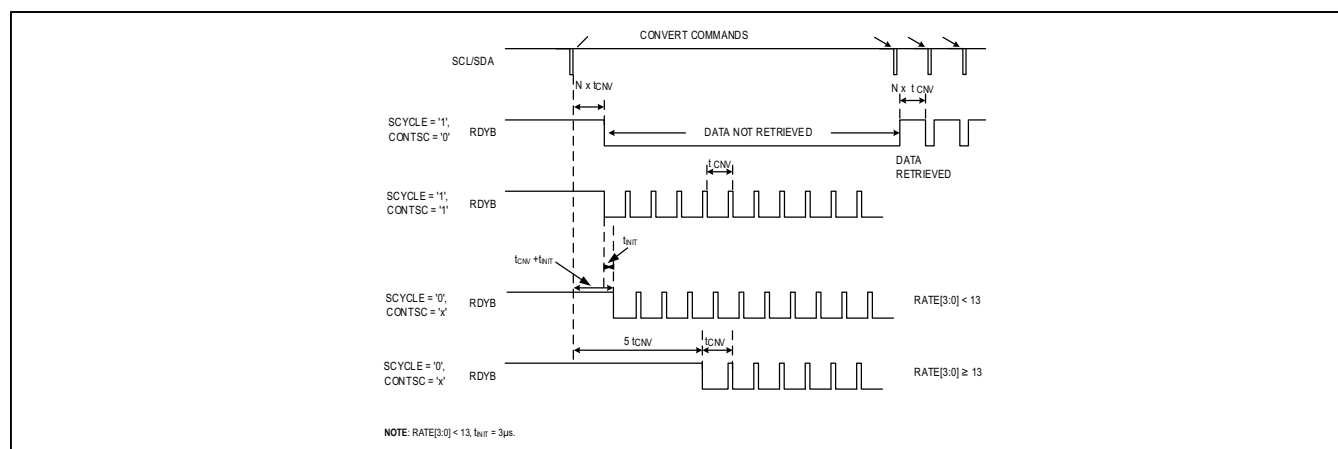 CONVERT COMMANDS
SCL/SDA
N x tCNV
N x tCNV
SCYCLE = '1',
CONTSC = '0'
RDYB
DATA NOT RETRIEVED
DATA
RETRIEVED
tCNV
SCYCLE = '1',
CONTSC = '1'
RDYB
tINIT
tCNV +tINIT
SCYCLE = '0',
CONTSC = 'x'
RDYB
RATE[3:0] < 13
5 tCNV
tCNV
SCYCLE = '0',
CONTSC = 'x'
RDYB
RATE[3:0] ≥ 13
NOTE: RATE[3:0] < 13, tINIT = 3µs.